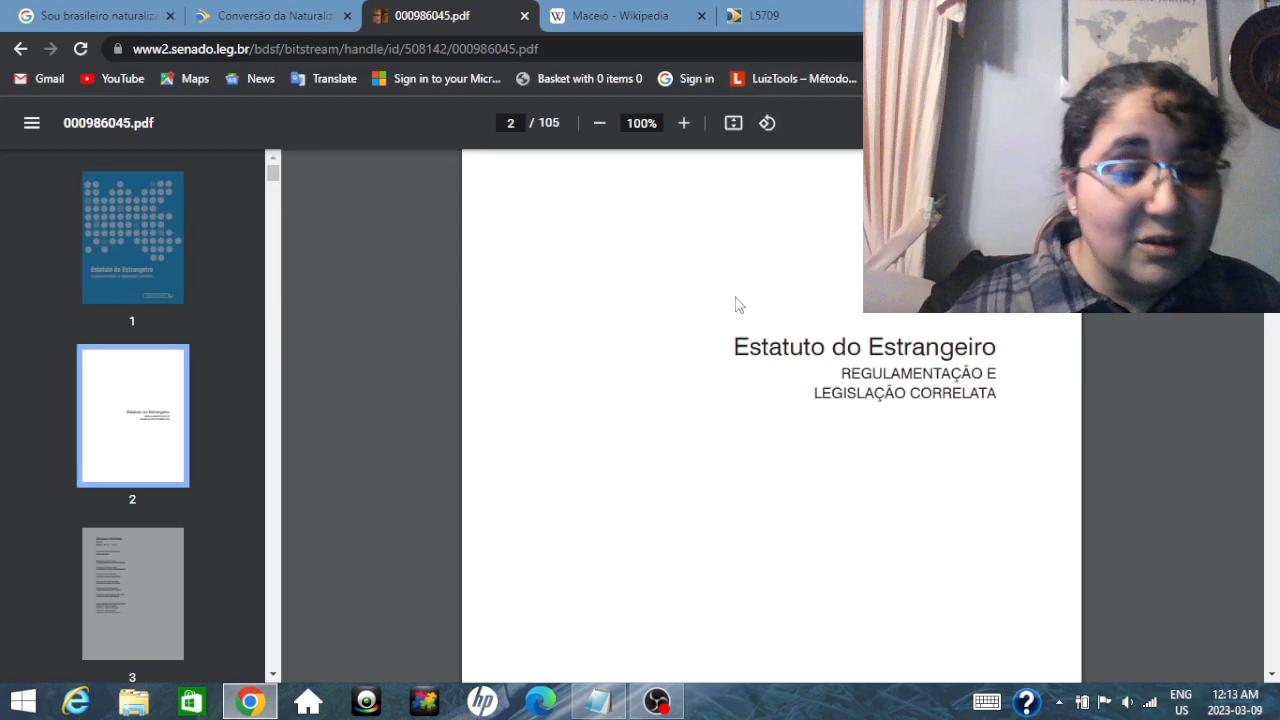 Sou brasileiro naturaliz
Conversão da Naturaliz
000986045.pdf
Maceió - Wikipedia
L5709
www2.senado.leg.br/bdsf/bitstream/handle/id/508142/000986045.pdf
Gmail
YouTube
Maps
News
Translate
Sign in to your Micr...
Basket with 0 items 0
Sign in
LuizTools – Método...
000986045.pdf
2 / 105
100%
Estatuto do Estrangeiro
1
2
3
Estatuto do Estrangeiro
REGULAMENTAÇÃO E
LEGISLAÇÃO CORRELATA
ENG
US
12:13 AM
2023-03-09